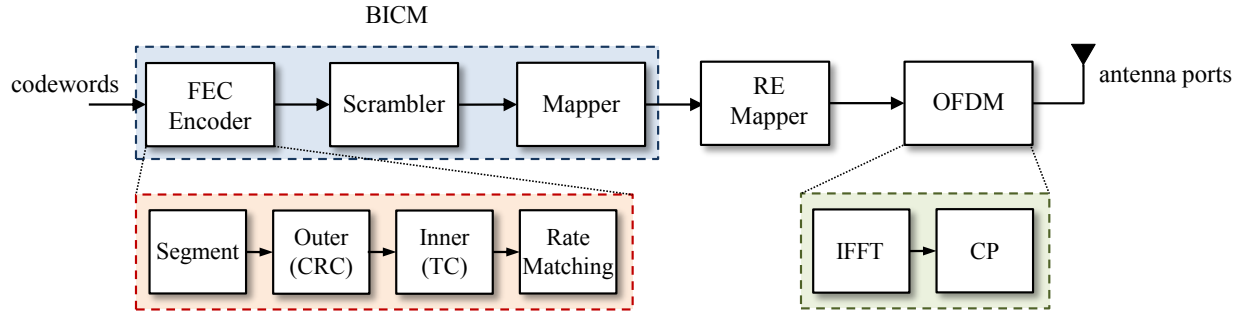 BICM
codewords
FEC
Encoder
Scrambler
Mapper
RE
Mapper
OFDM
antenna ports
Segment
Outer
(CRC)
Inner
(TC)
Rate
Matching
IFFT
CP